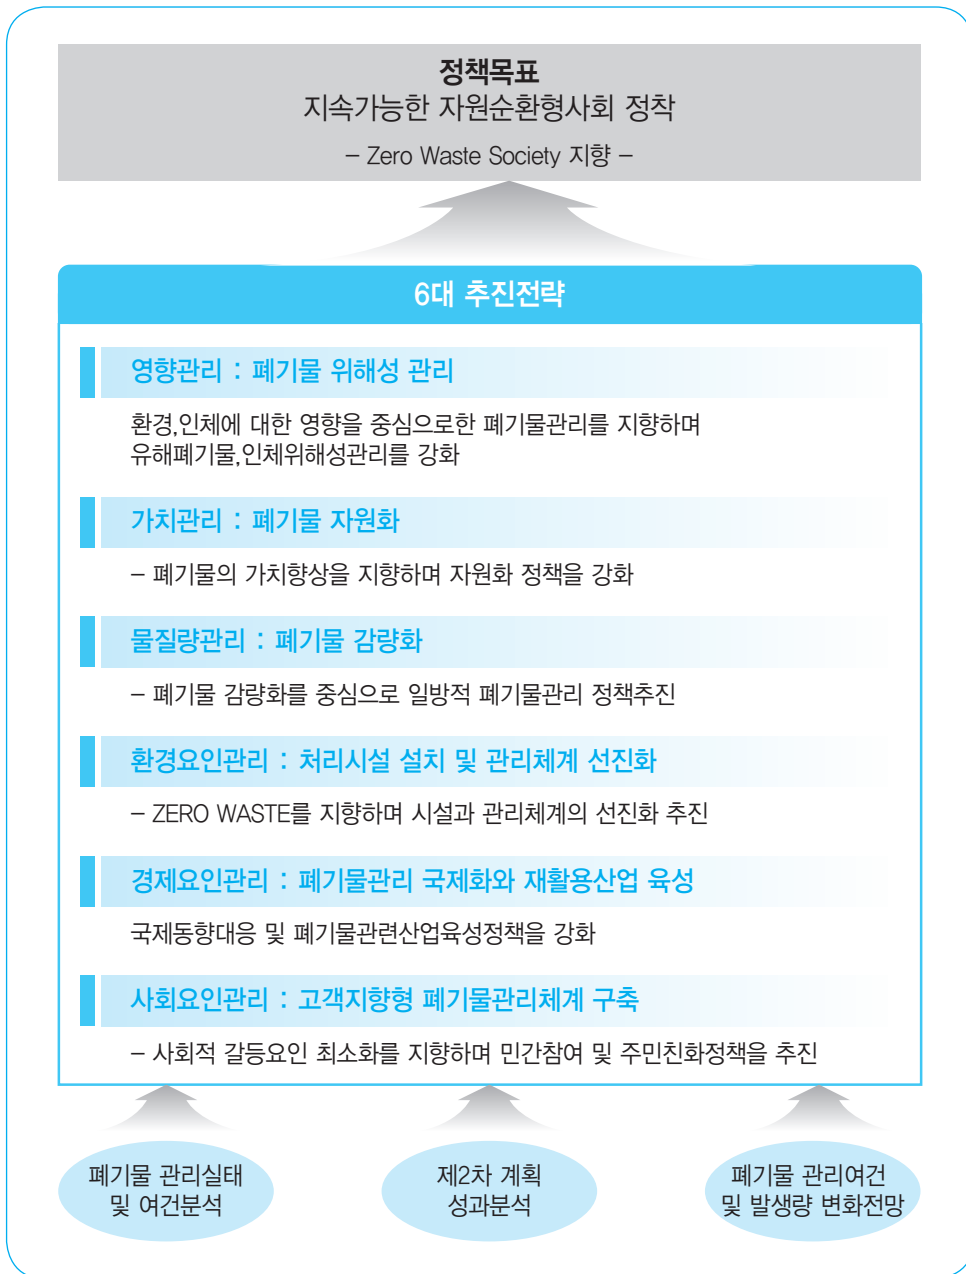 정책목표
지속가능한 자원순환형사회 정착
– Zero Waste Society 지향 –
6대 추진전략
영향관리 : 폐기물 위해성 관리
환경,인체에 대한 영향을 중심으로한 폐기물관리를 지향하며
유해폐기물,인체위해성관리를 강화
가치관리 : 폐기물 자원화
– 폐기물의 가치향상을 지향하며 자원화 정책을 강화
물질량관리 : 폐기물 감량화
– 폐기물 감량화를 중심으로 일방적 폐기물관리 정책추진
환경요인관리 : 처리시설 설치 및 관리체계 선진화
– ZERO WASTE를 지향하며 시설과 관리체계의 선진화 추진
경제요인관리 : 폐기물관리 국제화와 재활용산업 육성
국제동향대응 및 폐기물관련산업육성정책을 강화
사회요인관리 : 고객지향형 폐기물관리체계 구축
– 사회적 갈등요인 최소화를 지향하며 민간참여 및 주민친화정책을 추진
폐기물 관리실태
및 여건분석
제2차 계획
성과분석
폐기물 관리여건
및 발생량 변화전망